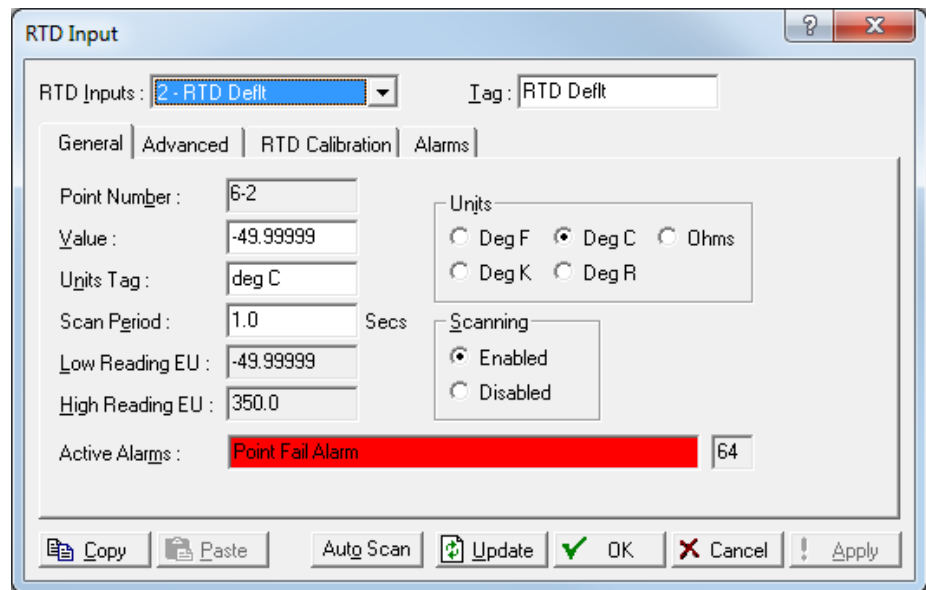 RTD Input
RTD Inputs : 2 - RTD Deflt Tag : RTD Deflt
General Advanced RTD Calibration Alarms
Point Number : 6-2
Units
Value : -49.99999
Deg F Deg C Ohms
Units Tag : deg C
Deg K Deg R
Scan Period : 1.0 Secs
Scanning
Low Reading EU : -49.99999
Enabled
High Reading EU : 350.0
Disabled
Active Alarms : Point Fail Alarm 64
Copy Paste Auto Scan Update OK Cancel ! Apply